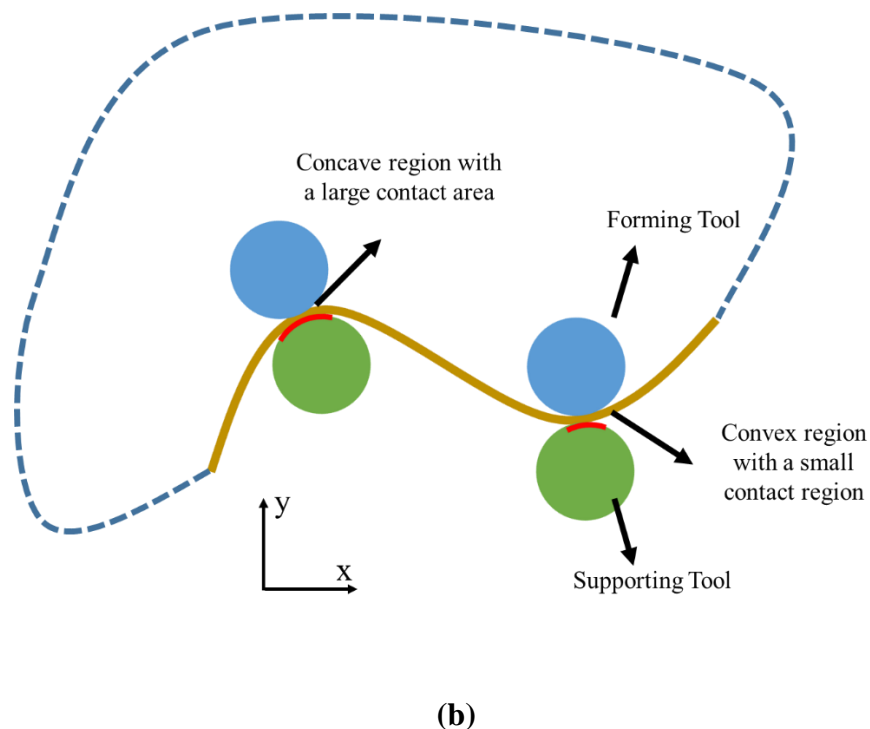 Concave region with
a large contact area
Forming Tool
Convex region
with a small
contact region
y
x
Supporting Tool
(b)